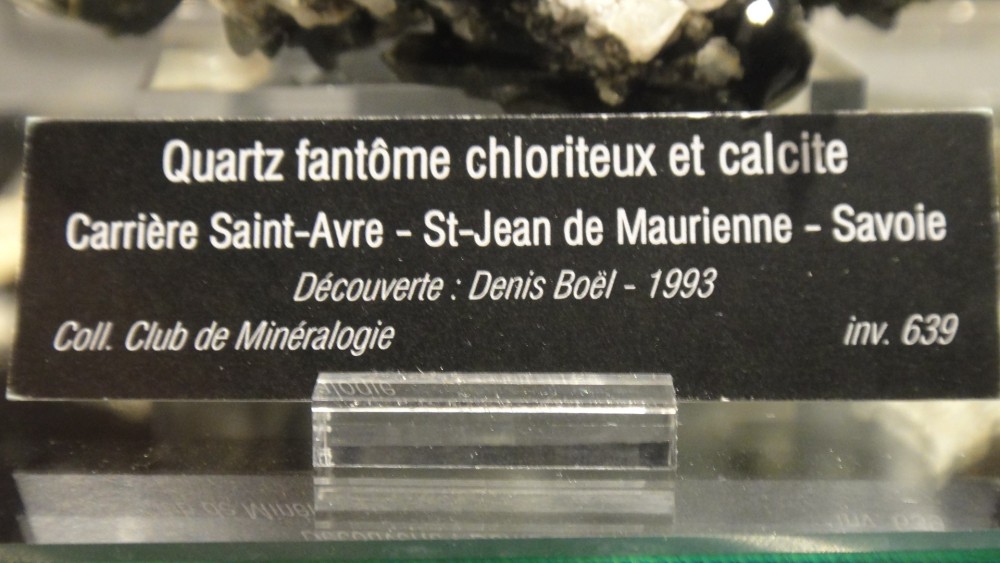 Quartz fantôme chloriteux et calcite
Carrière Saint-Avre - St-Jean de Maurienne - Savoie
Découverte : Denis Boël - 1993
Coll. Club de Minéralogie inv. 639